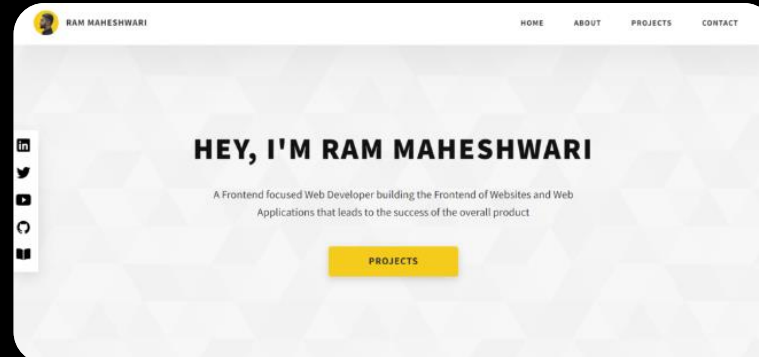 RAM MAHESHWARI
HOME ABOUT PROJECTS CONTACT
HEY, I'M RAM MAHESHWARI
A Frontend focused Web Developer building the Frontend of Websites and Web
Applications that leads to the success of the overall product
PROJECTS